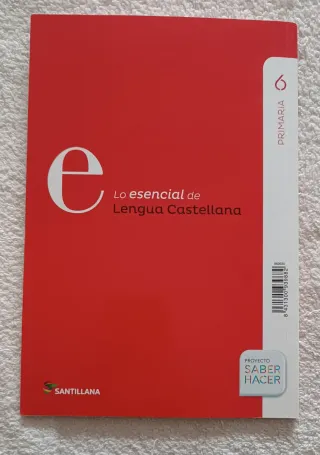 6
PRIMARIA
e
Lo esencial de
Lengua Castellana
PROYECTO
SABER
HACER
SANTILLANA